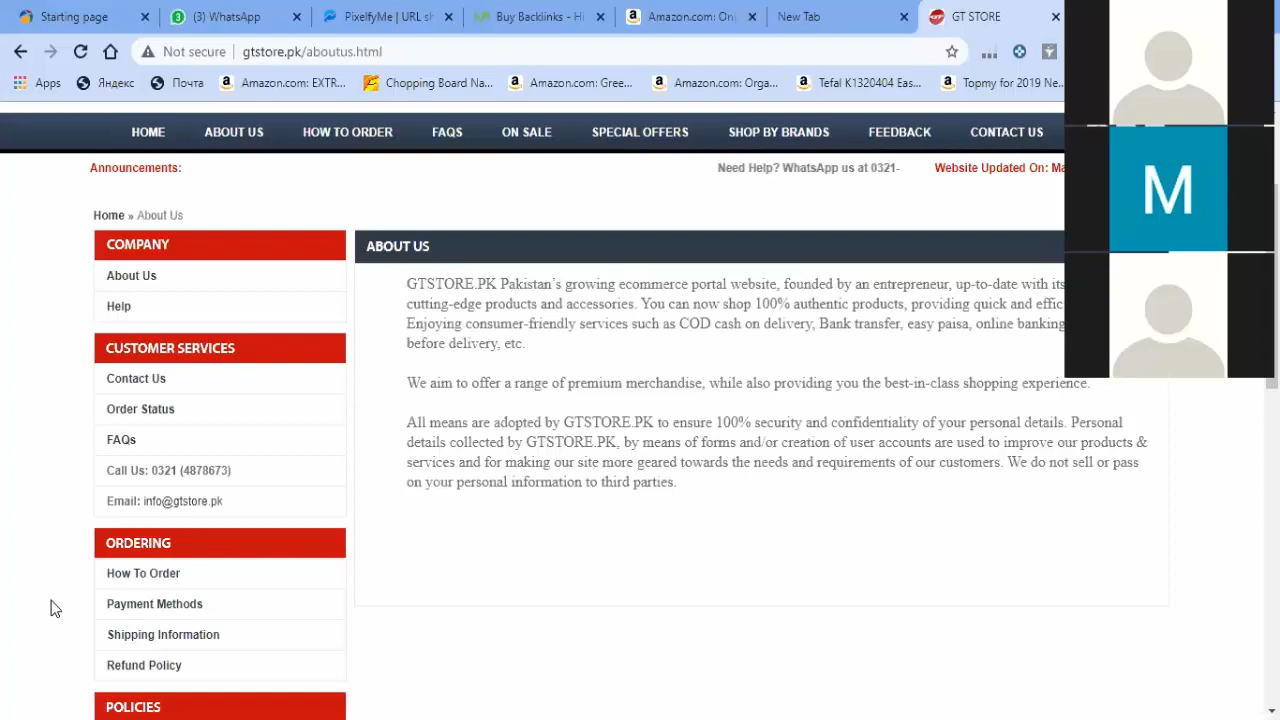 Starting
(3) WhatsApp
PixelfyMe | URL sh
Buy Backlinks - Hi
Amazon.com: Onl
New Tab
GT STORE
Not secure
gtstore.pk/aboutus.html
Apps
Яндекс
Почта
Amazon.com: EXTR...
Chopping Board Na...
Amazon.com: Gree...
Amazon.com: Orga...
Tefal K1320404 Eas...
Topmy for 2019 Ne...
HOME
ABOUT US
HOW TO ORDER
FAQS
ON SALE
SPECIAL OFFERS
SHOP BY BRANDS
FEEDBACK
CONTACT US
Announcements:
Need Help? WhatsApp us at 0321-
Website Updated On: Ma
M
Home » About Us
COMPANY
About Us
Help
CUSTOMER SERVICES
Contact Us
Order Status
FAQs
Call Us: 0321 (4878673)
Email: info@gtstore.pk
ORDERING
How To Order
Payment Methods
Shipping Information
Refund Policy
POLICIES
ABOUT US
GTSTORE.PK Pakistan's growing ecommerce portal website, founded by an entrepreneur, up-to-date with its
cutting-edge products and accessories. You can now shop 100% authentic products, providing quick and effic
Enjoying consumer-friendly services such as COD cash on delivery, Bank transfer, easy paisa, online banking
before delivery, etc.
We aim to offer a range of premium merchandise, while also providing you the best-in-class shopping experience.
All means are adopted by GTSTORE.PK to ensure 100% security and confidentiality of your personal details. Personal
details collected by GTSTORE.PK, by means of forms and/or creation of user accounts are used to improve our products &
services and for making our site more geared towards the needs and requirements of our customers. We do not sell or pass
on your personal information to third parties.